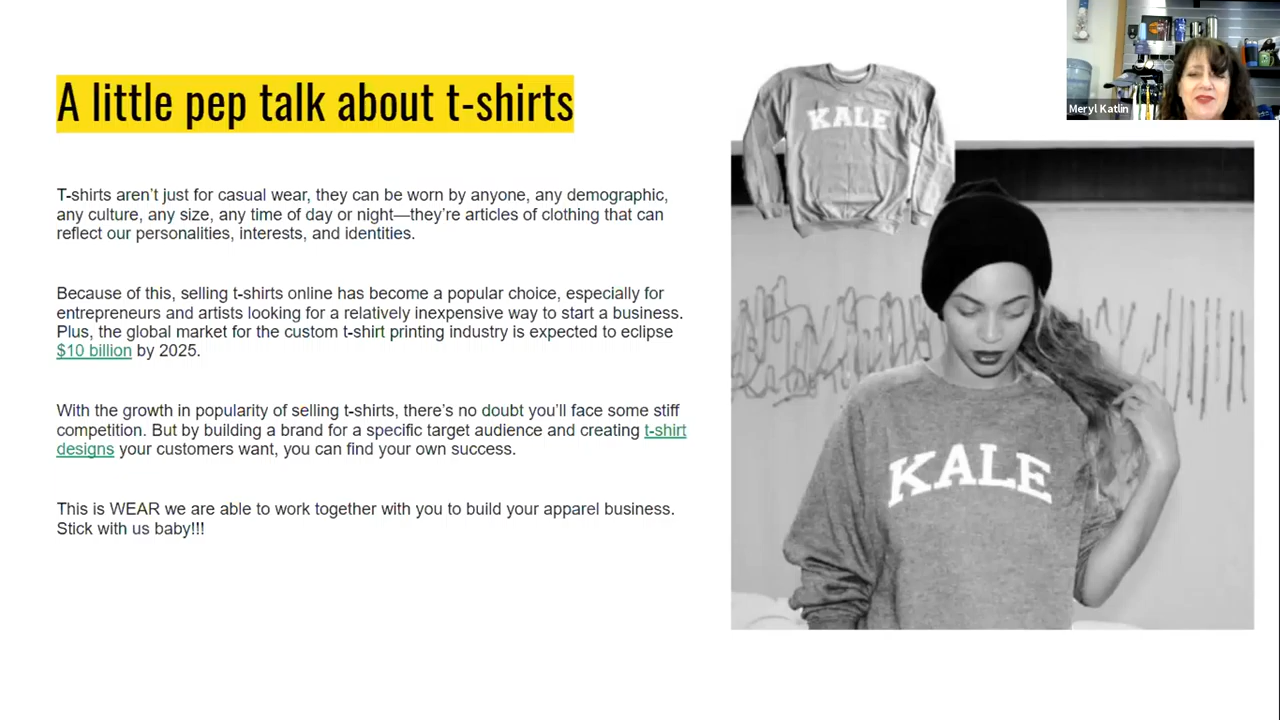 A little pep talk about t-shirts
T-shirts aren’t just for casual wear, they can be worn by anyone, any demographic,
any culture, any size, any time of day or night—they’re articles of clothing that can
reflect our personalities, interests, and identities.
Because of this, selling t-shirts online has become a popular choice, especially for
entrepreneurs and artists looking for a relatively inexpensive way to start a business.
Plus, the global market for the custom t-shirt printing industry is expected to eclipse
$10 billion by 2025.
With the growth in popularity of selling t-shirts, there’s no doubt you’ll face some stiff
competition. But by building a brand for a specific target audience and creating t-shirt
designs your customers want, you can find your own success.
This is WEAR we are able to work together with you to build your apparel business.
Stick with us baby!!!
KALE
KALE
Meryl Katlin